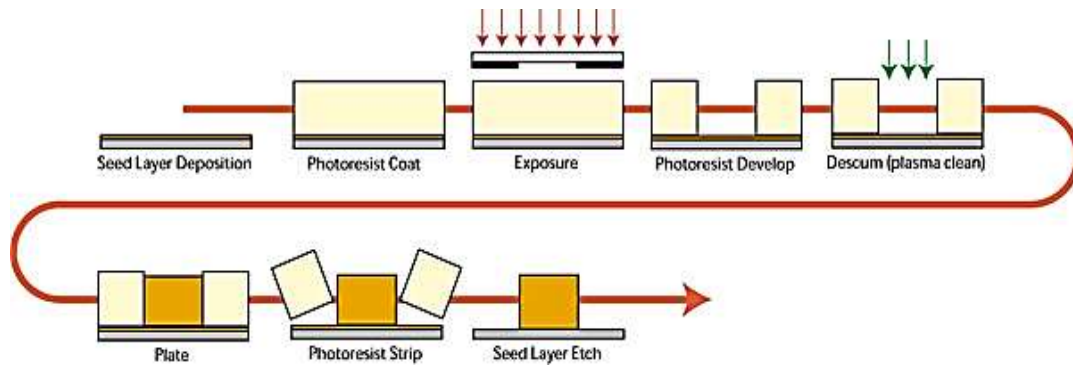 Seed Layer Deposition
Photoresist Coat
Exposure
Photoresist Develop
Descum (plasma clean)
Plate
Photoresist Strip
Seed Layer Etch